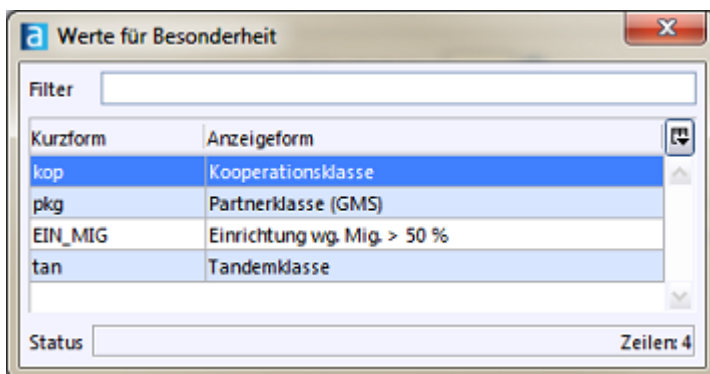 a Werte für Besonderheit
Filter
Kurzform Anzeigeform
kop Kooperationsklasse
pkg Partnerklasse (GMS)
EIN_MIG Einrichtung wg. Mig. > 50 %
tan Tandemklasse
Status Zeilen: 4